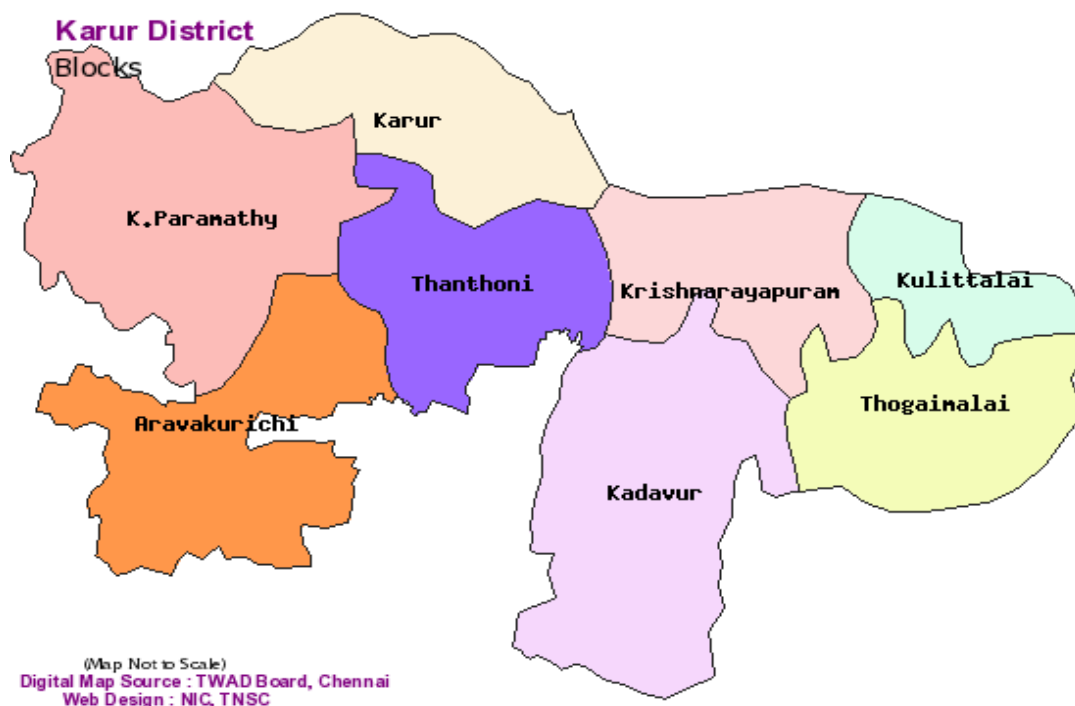 Karur District
Blocks
Karur
K.Paramathy
Thanthoni
Krishnarayapuram
Kulittalai
Thogaimalai
Aravakurichi
Kadavur
(Map Not to Scale)
Digital Map Source : TWAD Board, Chennai
Web Design : NIC, TNSC